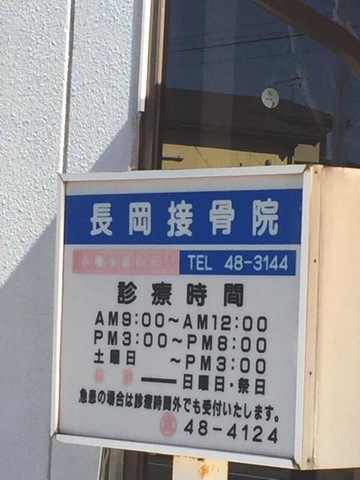 長岡接骨院
TEL 48-3144
診療時間
AM9:00〜AM12:00
PM3:00〜PM8:00
土曜日 〜PM3:00
日曜日・祭日
急患の場合は診療時間外でも受付いたします。
48-4124